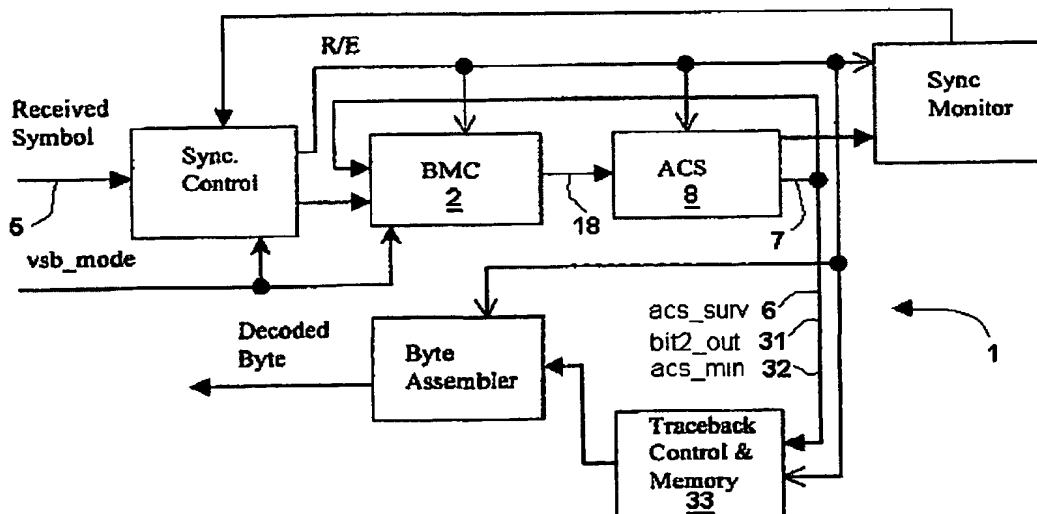 R/E
Sync
Monitor
Received
Symbol
Sync.
Control
BMC
2
ACS
8
5
18
7
vsb_mode
acs_surv 6
bit2_out 31
acs_min 32
1
Decoded
Byte
Byte
Assembler
Traceback
Control &
Memory
33